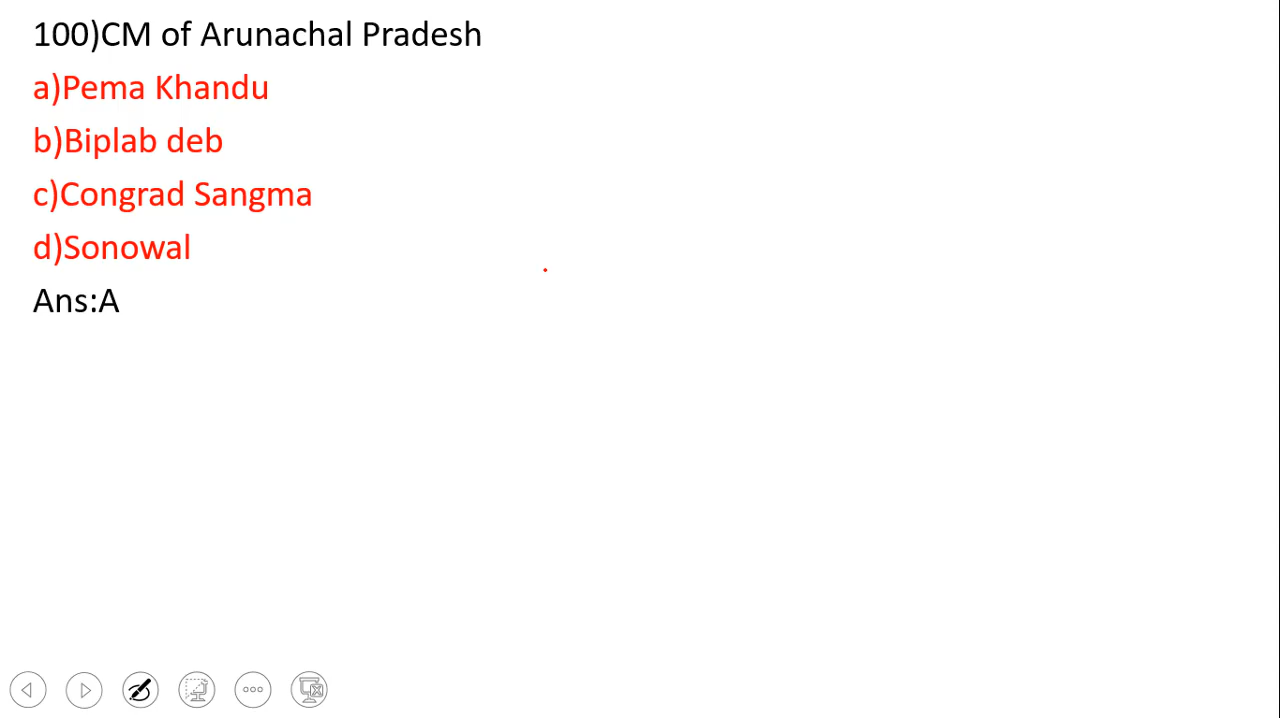 100)CM of Arunachal Pradesh
a)Pema Khandu
b)Biplab deb
c)Congrad Sangma
d)Sonowal
Ans:A